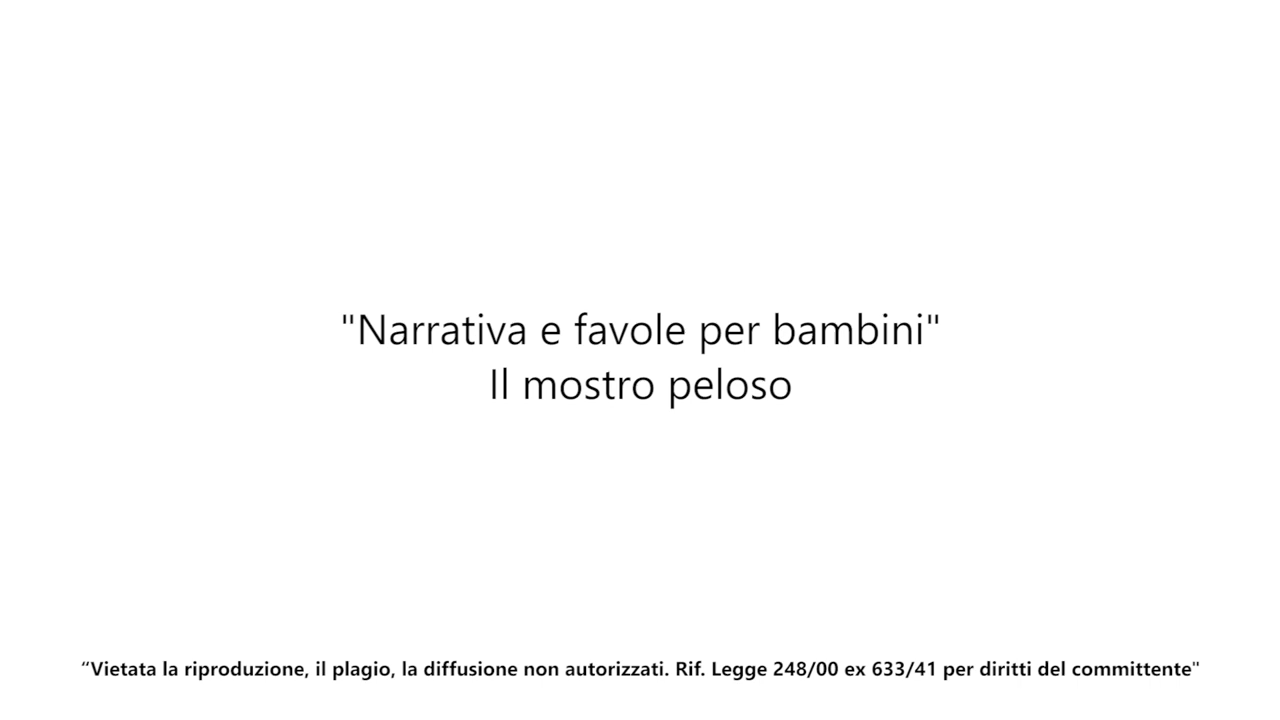 "Narrativa e favole per bambini"
Il mostro peloso
“Vietata la riproduzione, il plagio, la diffusione non autorizzati. Rif. Legge 248/00 ex 633/41 per diritti del committente"